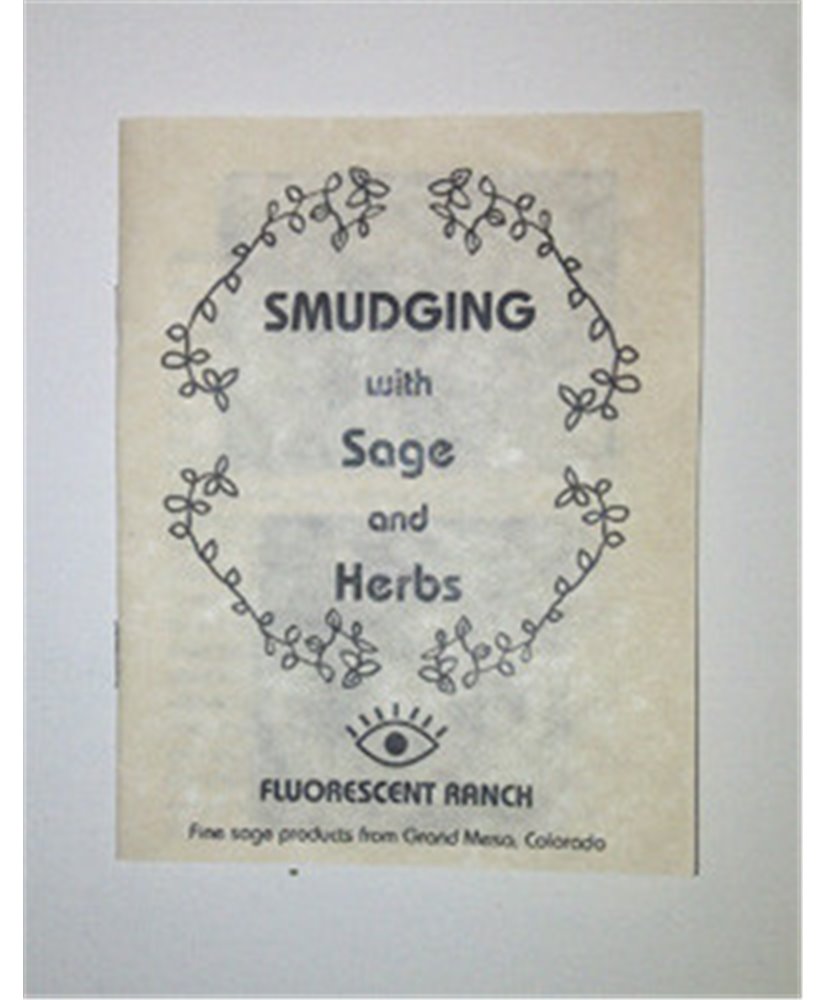 SMUDGING
with
Sage
and
Herbs
FLUORESCENT RANCH
Fine sage products from Grand Mesa, Colorado